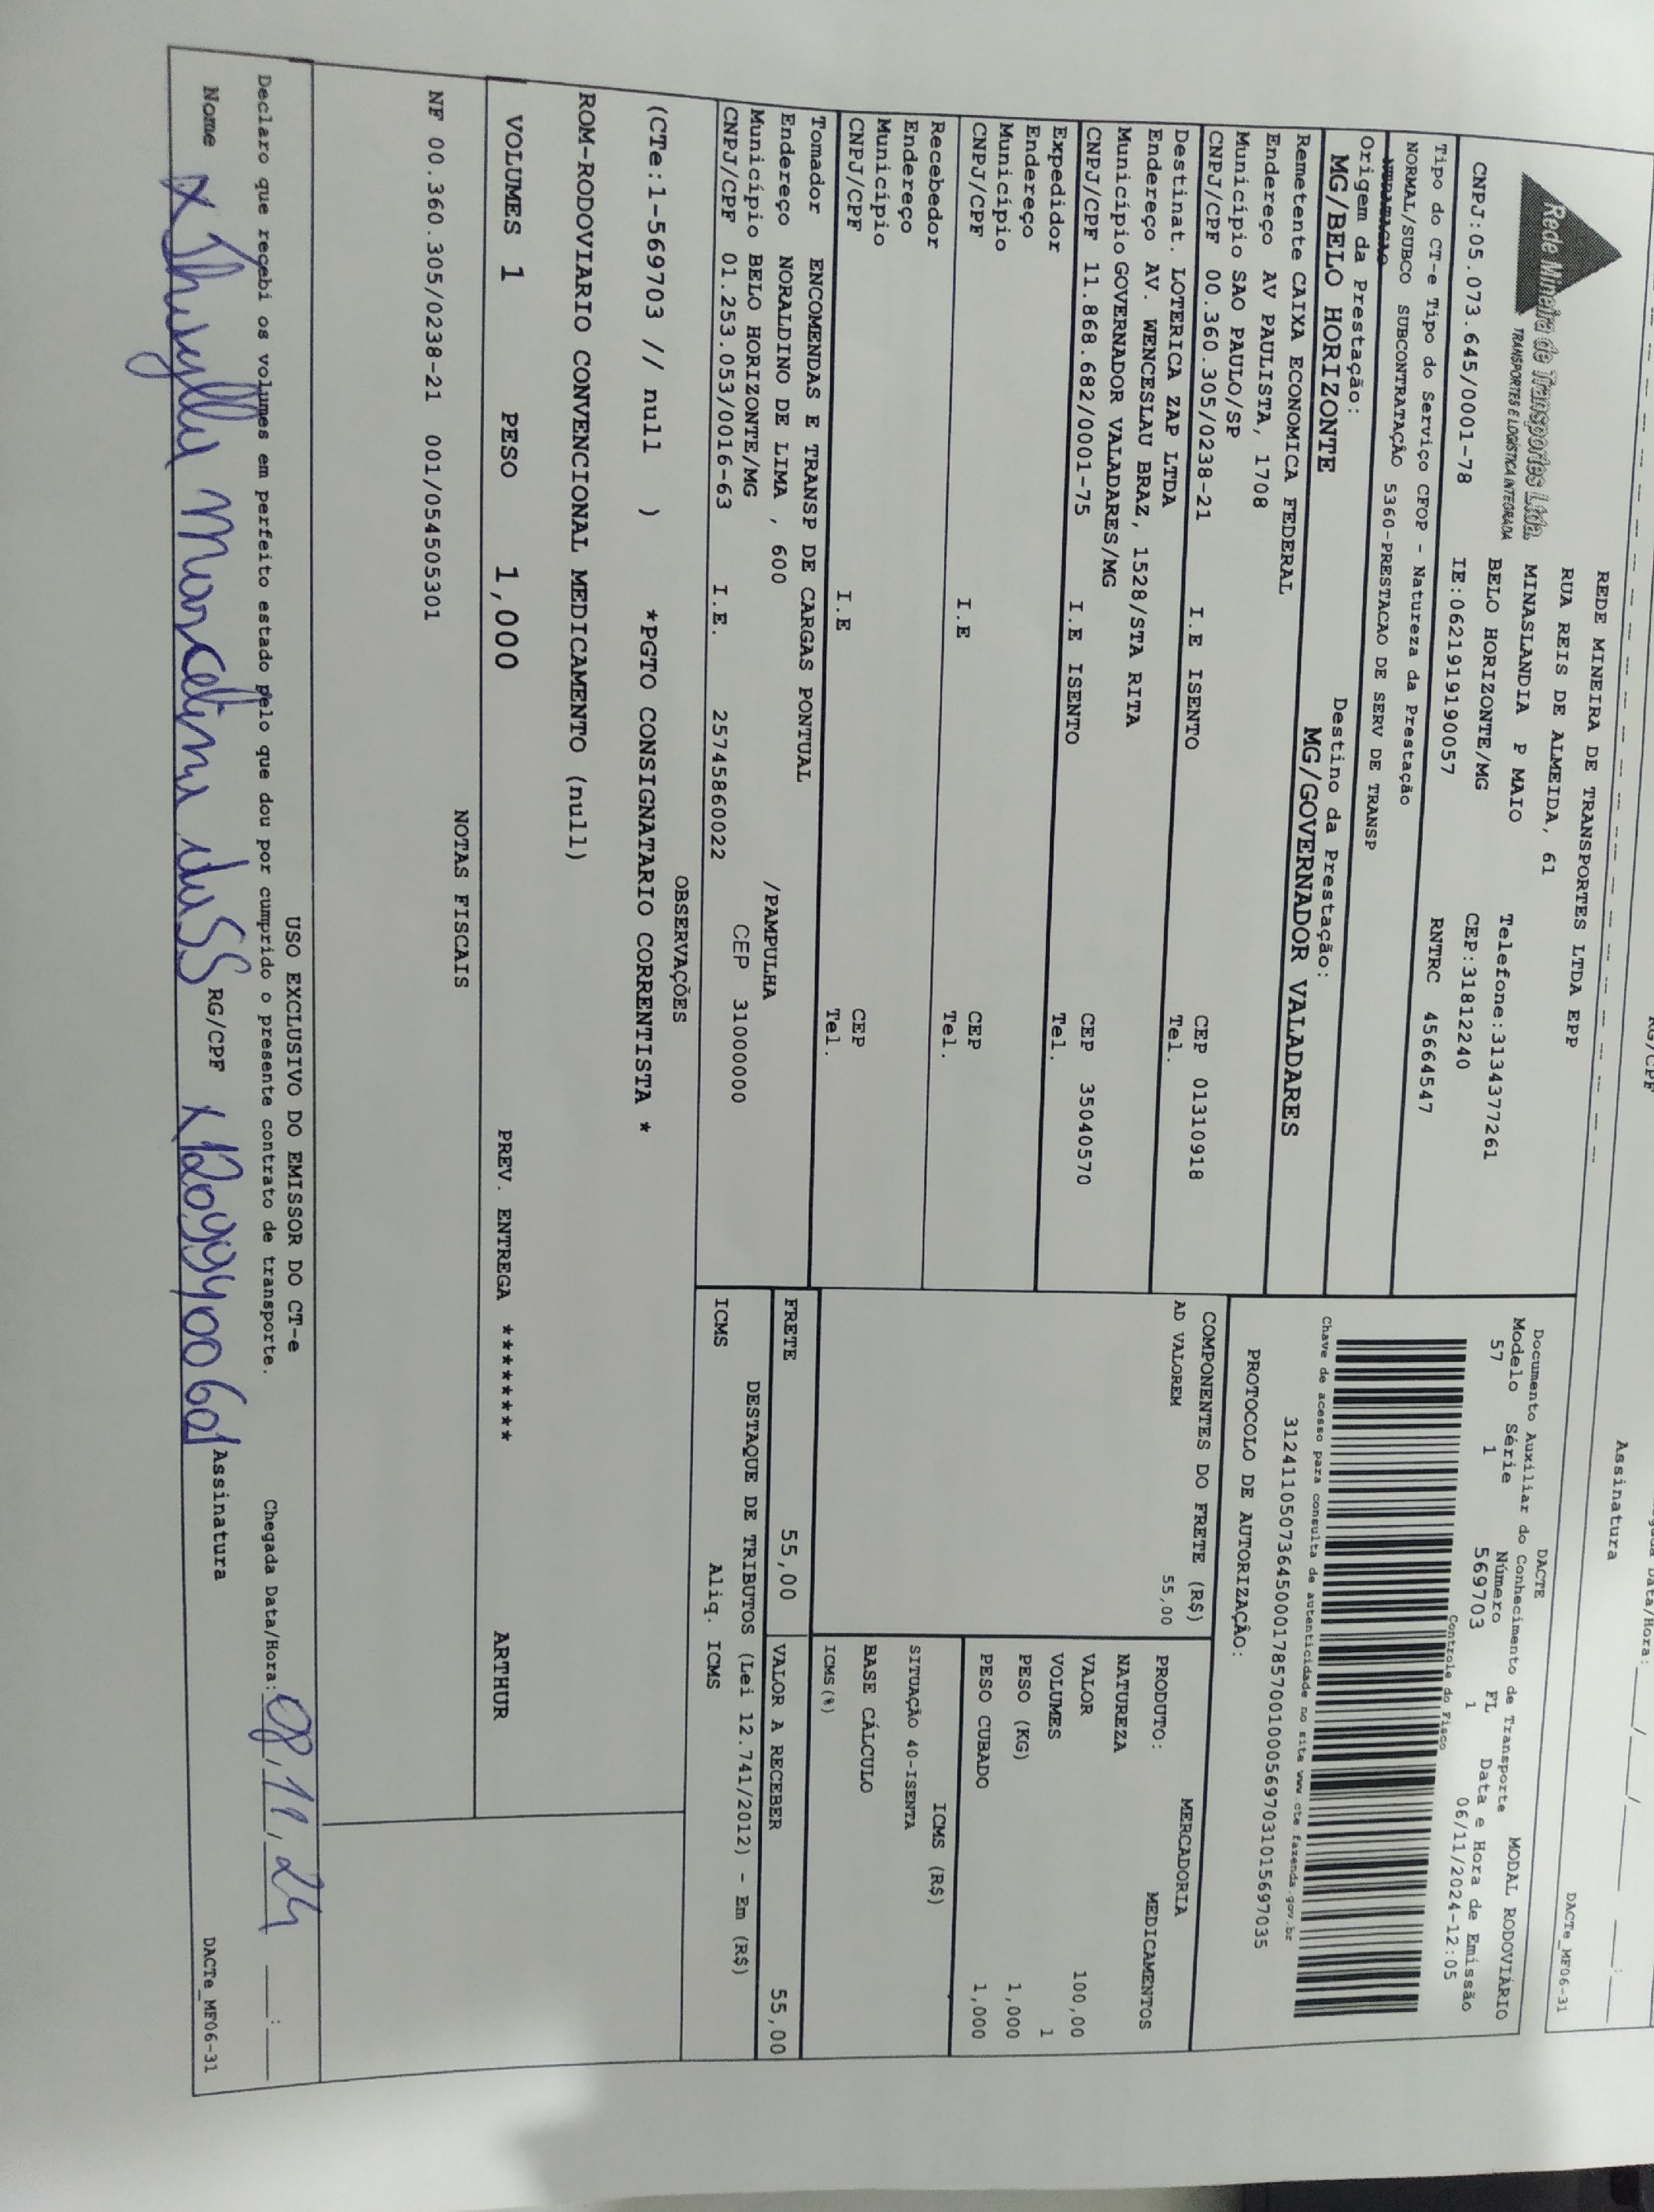 RG/CPF
Assinatura
Data/Hora: ___/___/___ ___:___
DACTe_MF06-31
Rede Mineira de Transportes Ltda.
TRANSPORTES E LOGÍSTICA INTEGRADA
REDE MINEIRA DE TRANSPORTES LTDA EPP
RUA REIS DE ALMEIDA, 61
MINASLANDIA P MAIO
BELO HORIZONTE/MG
Telefone:3134377261
CEP:31812240
CNPJ:05.073.645/0001-78 IE:0621919190057 RNTRC 45664547
DACTE
Documento Auxiliar do Conhecimento de Transporte
MODAL RODOVIÁRIO
Modelo Série Número FL Data e Hora de Emissão
57 1 569703 1 06/11/2024-12:05
Controle do Fisco
Tipo do CT-e Tipo do Serviço CFOP - Natureza da Prestação
NORMAL/SUBCO SUBCONTRATAÇÃO 5360-PRESTACAO DE SERV DE TRANSP
Chave de acesso para consulta de autenticidade no site www.cte.fazenda.gov.br
31241105073645000178570010005697031015697035
PROTOCOLO DE AUTORIZAÇÃO:
Origem da Prestação: Destino da Prestação:
MG/BELO HORIZONTE MG/GOVERNADOR VALADARES
Remetente CAIXA ECONOMICA FEDERAL
Endereço AV PAULISTA, 1708
Município SAO PAULO/SP CEP 01310918
CNPJ/CPF 00.360.305/0238-21 I.E ISENTO Tel.
Destinat. LOTERICA ZAP LTDA
Endereço AV. WENCESLAU BRAZ, 1528/STA RITA
Município GOVERNADOR VALADARES/MG CEP 35040570
CNPJ/CPF 11.868.682/0001-75 I.E ISENTO Tel.
Expedidor
Endereço
Município CEP
CNPJ/CPF I.E Tel.
Recebedor
Endereço
Município CEP
CNPJ/CPF I.E Tel.
Tomador ENCOMENDAS E TRANSP DE CARGAS PONTUAL
Endereço NORALDINO DE LIMA , 600 /PAMPULHA
Município BELO HORIZONTE/MG CEP 31000000
CNPJ/CPF 01.253.053/0016-63 I.E. 25745860022
COMPONENTES DO FRETE (R$)
AD VALOREM 55,00
MERCADORIA
PRODUTO: MEDICAMENTOS
NATUREZA
VALOR 100,00
VOLUMES 1
PESO (KG) 1,000
PESO CUBADO 1,000
ICMS (R$)
SITUAÇÃO 40-ISENTA
BASE CÁLCULO
ICMS(%)
FRETE 55,00 VALOR A RECEBER 55,00
DESTAQUE DE TRIBUTOS (Lei 12.741/2012) - Em (R$)
ICMS Aliq. ICMS
OBSERVAÇÕES
(CTe:1-569703 // null ) *PGTO CONSIGNATARIO CORRENTISTA *
ROM-RODOVIARIO CONVENCIONAL MEDICAMENTO (null)
VOLUMES 1 PESO 1,000 PREV. ENTREGA ******** ARTHUR
NOTAS FISCAIS
NF 00.360.305/0238-21 001/054505301
USO EXCLUSIVO DO EMISSOR DO CT-e
Declaro que recebi os volumes em perfeito estado pelo que dou por cumprido o presente contrato de transporte. Chegada Data/Hora: 08/11/24 ___:___
Nome X RG/CPF X Assinatura
DACTe_MF06-31